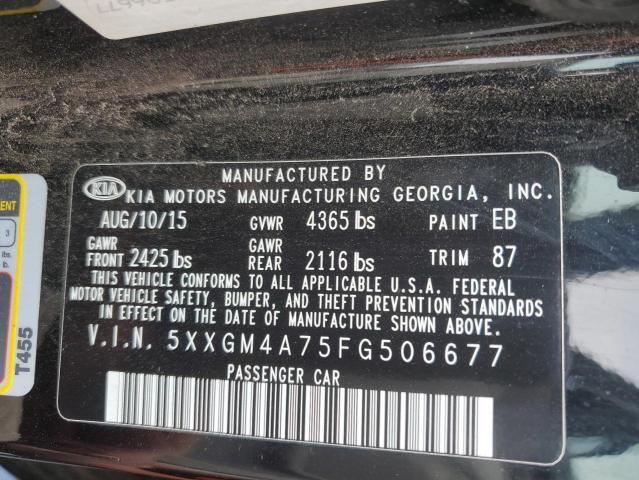 MANUFACTURED BY
KIA KIA MOTORS MANUFACTURING GEORGIA, INC.
AUG/10/15 GVWR 4365 lbs PAINT EB
GAWR FRONT 2425 lbs GAWR REAR 2116 lbs TRIM 87
THIS VEHICLE CONFORMS TO ALL APPLICABLE U.S.A. FEDERAL
MOTOR VEHICLE SAFETY, BUMPER, AND THEFT PREVENTION STANDARDS
IN EFFECT ON THE DATE OF MANUFACTURE SHOWN ABOVE.
V.I.N. 5XXGM4A75FG506677
PASSENGER CAR
3
lbs.
T455